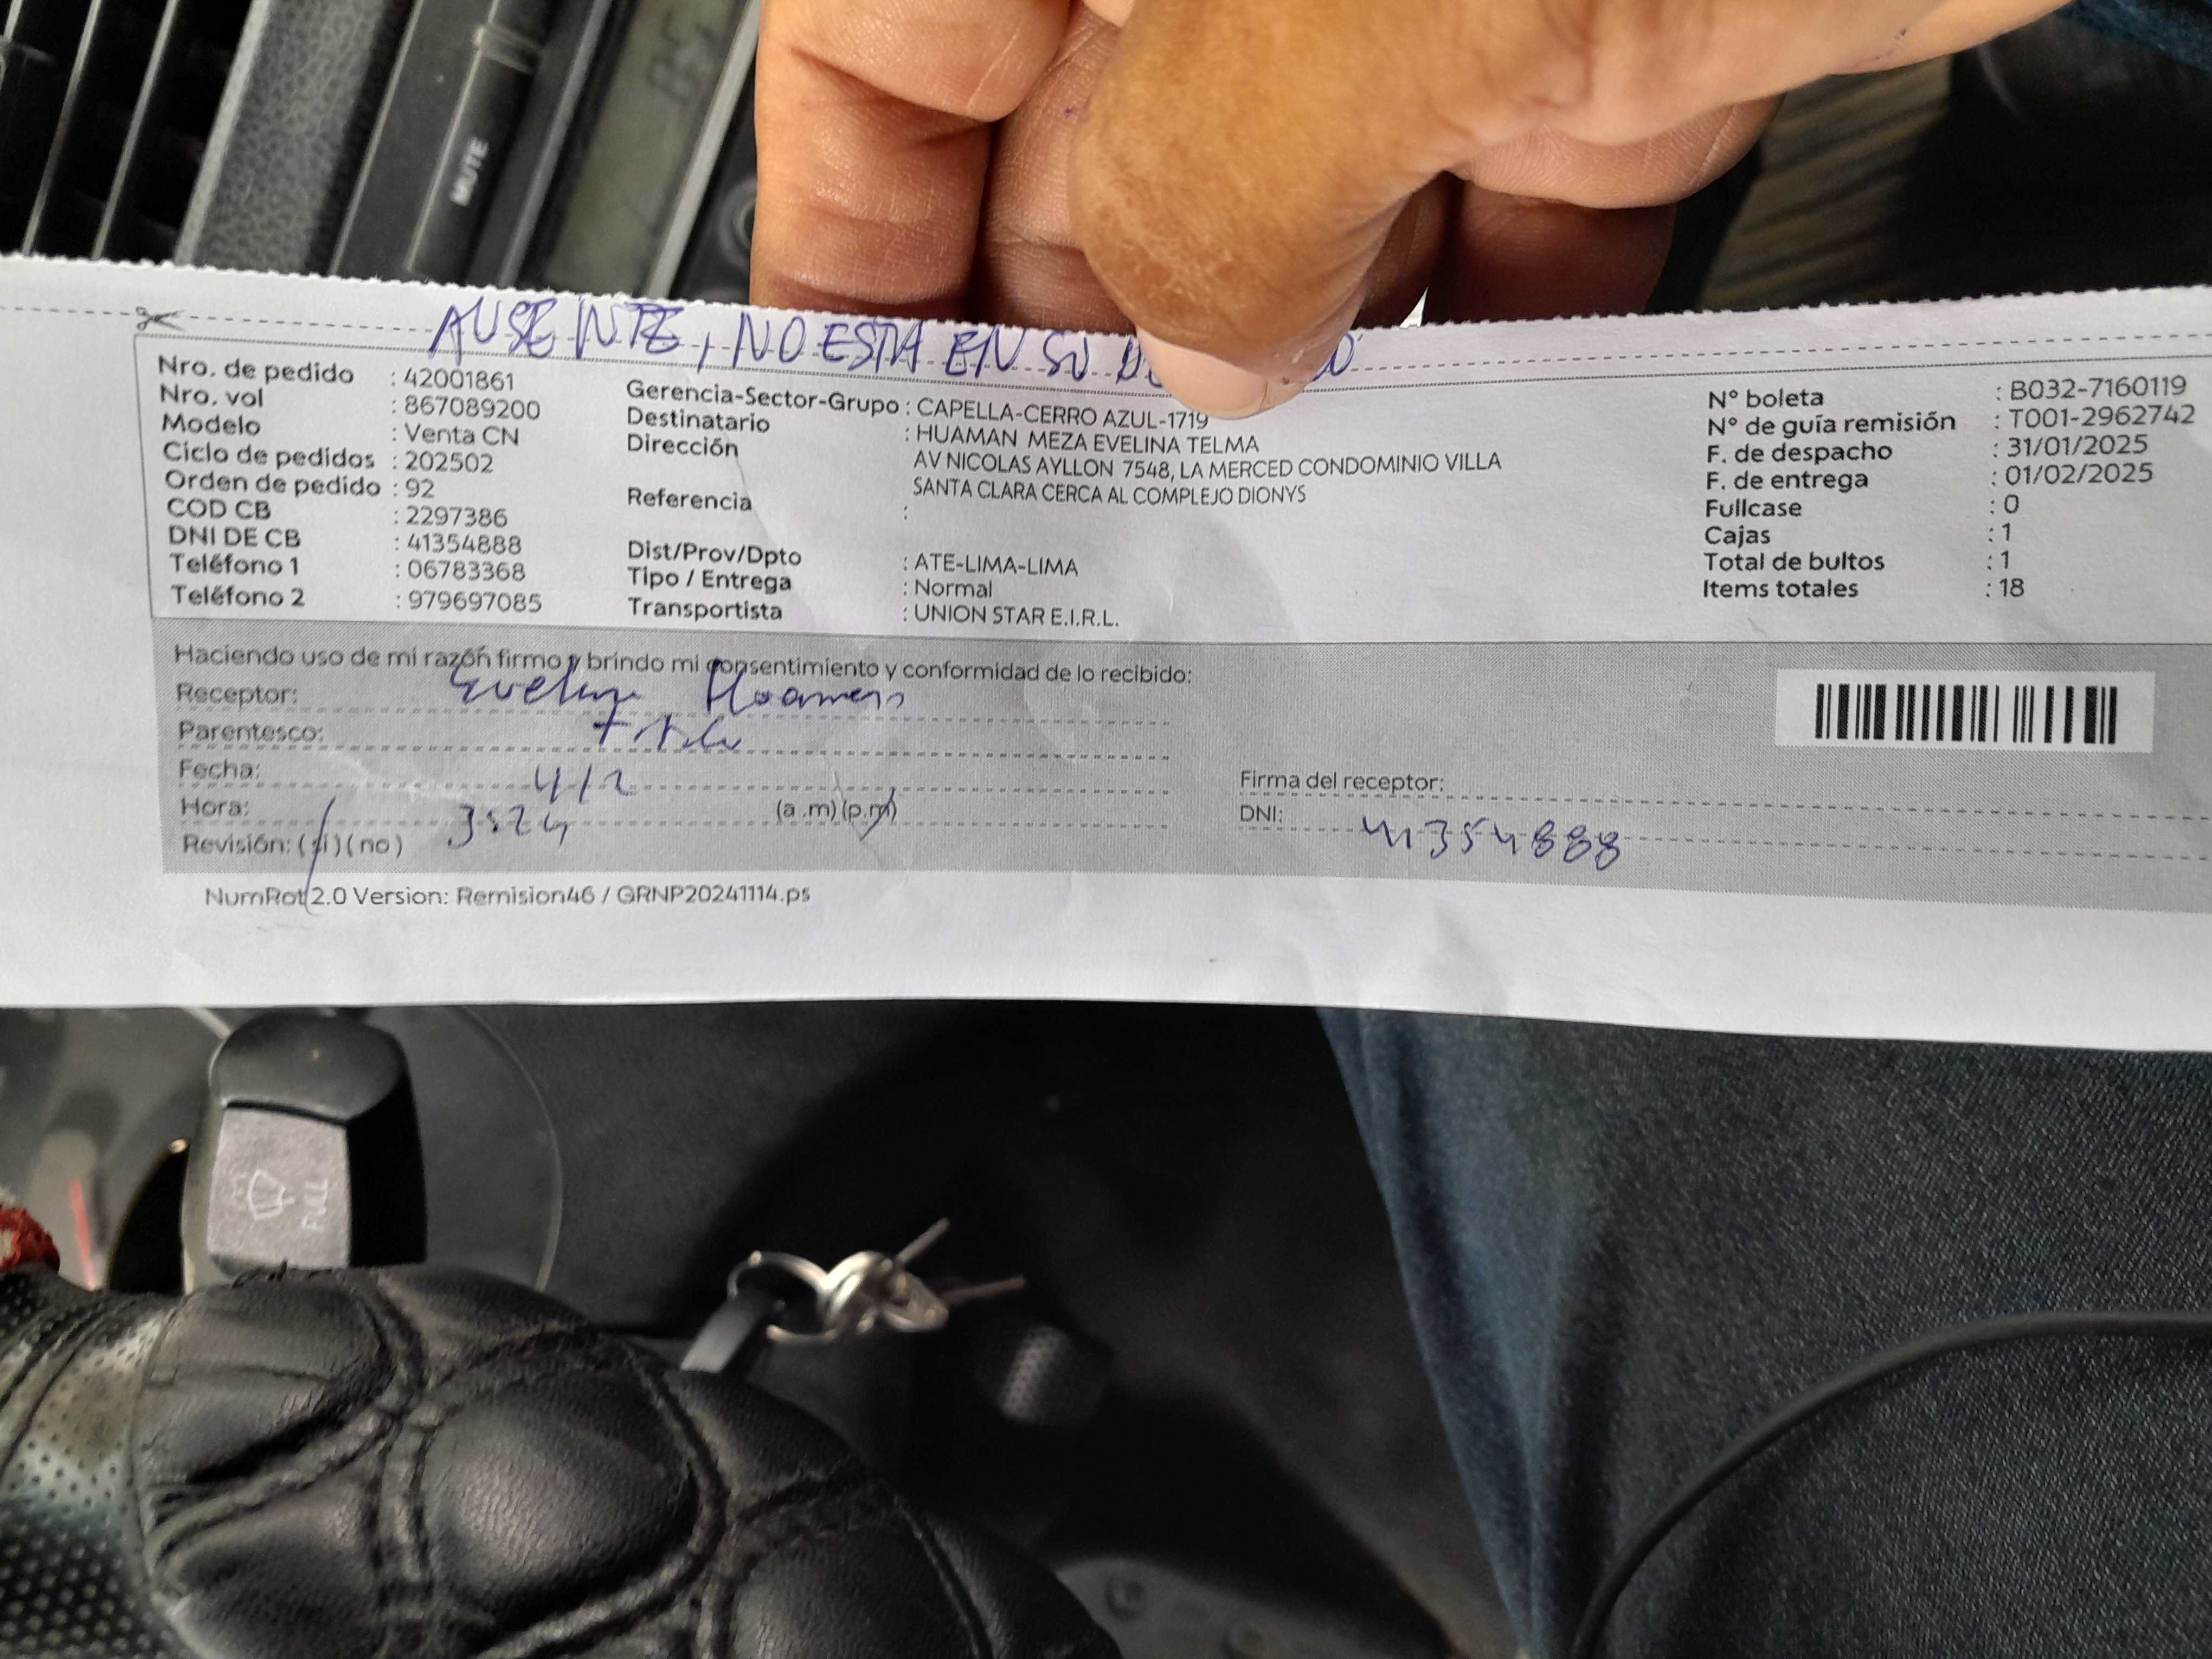 MUTE
AUSENTE, NO ESTA EN SU
Nro. de pedido : 42001861
Nro. vol : 867089200
Modelo : Venta CN
Ciclo de pedidos : 202502
Orden de pedido : 92
COD CB : 2297386
DNI DE CB : 41354888
Teléfono 1 : 06783368
Teléfono 2 : 979697085
Gerencia-Sector-Grupo : CAPELLA-CERRO AZUL-1719
Destinatario : HUAMAN MEZA EVELINA TELMA
Dirección AV NICOLAS AYLLON 7548, LA MERCED CONDOMINIO VILLA
SANTA CLARA CERCA AL COMPLEJO DIONYS
Referencia :
Dist/Prov/Dpto : ATE-LIMA-LIMA
Tipo / Entrega : Normal
Transportista : UNION STAR E.I.R.L.
N° boleta : B032-7160119
N° de guía remisión : T001-2962742
F. de despacho : 31/01/2025
F. de entrega : 01/02/2025
Fullcase : 0
Cajas : 1
Total de bultos : 1
Items totales : 18
Haciendo uso de mi razón firmo y brindo mi consentimiento y conformidad de lo recibido:
Receptor:
Parentesco:
Fecha: 4/2
Hora: 3:24 (a.m) (p.m)
Revisión: (si) (no)
Firma del receptor:
DNI: 41354888
NumRot 2.0 Version: Remision46 / GRNP20241114.ps
FULL